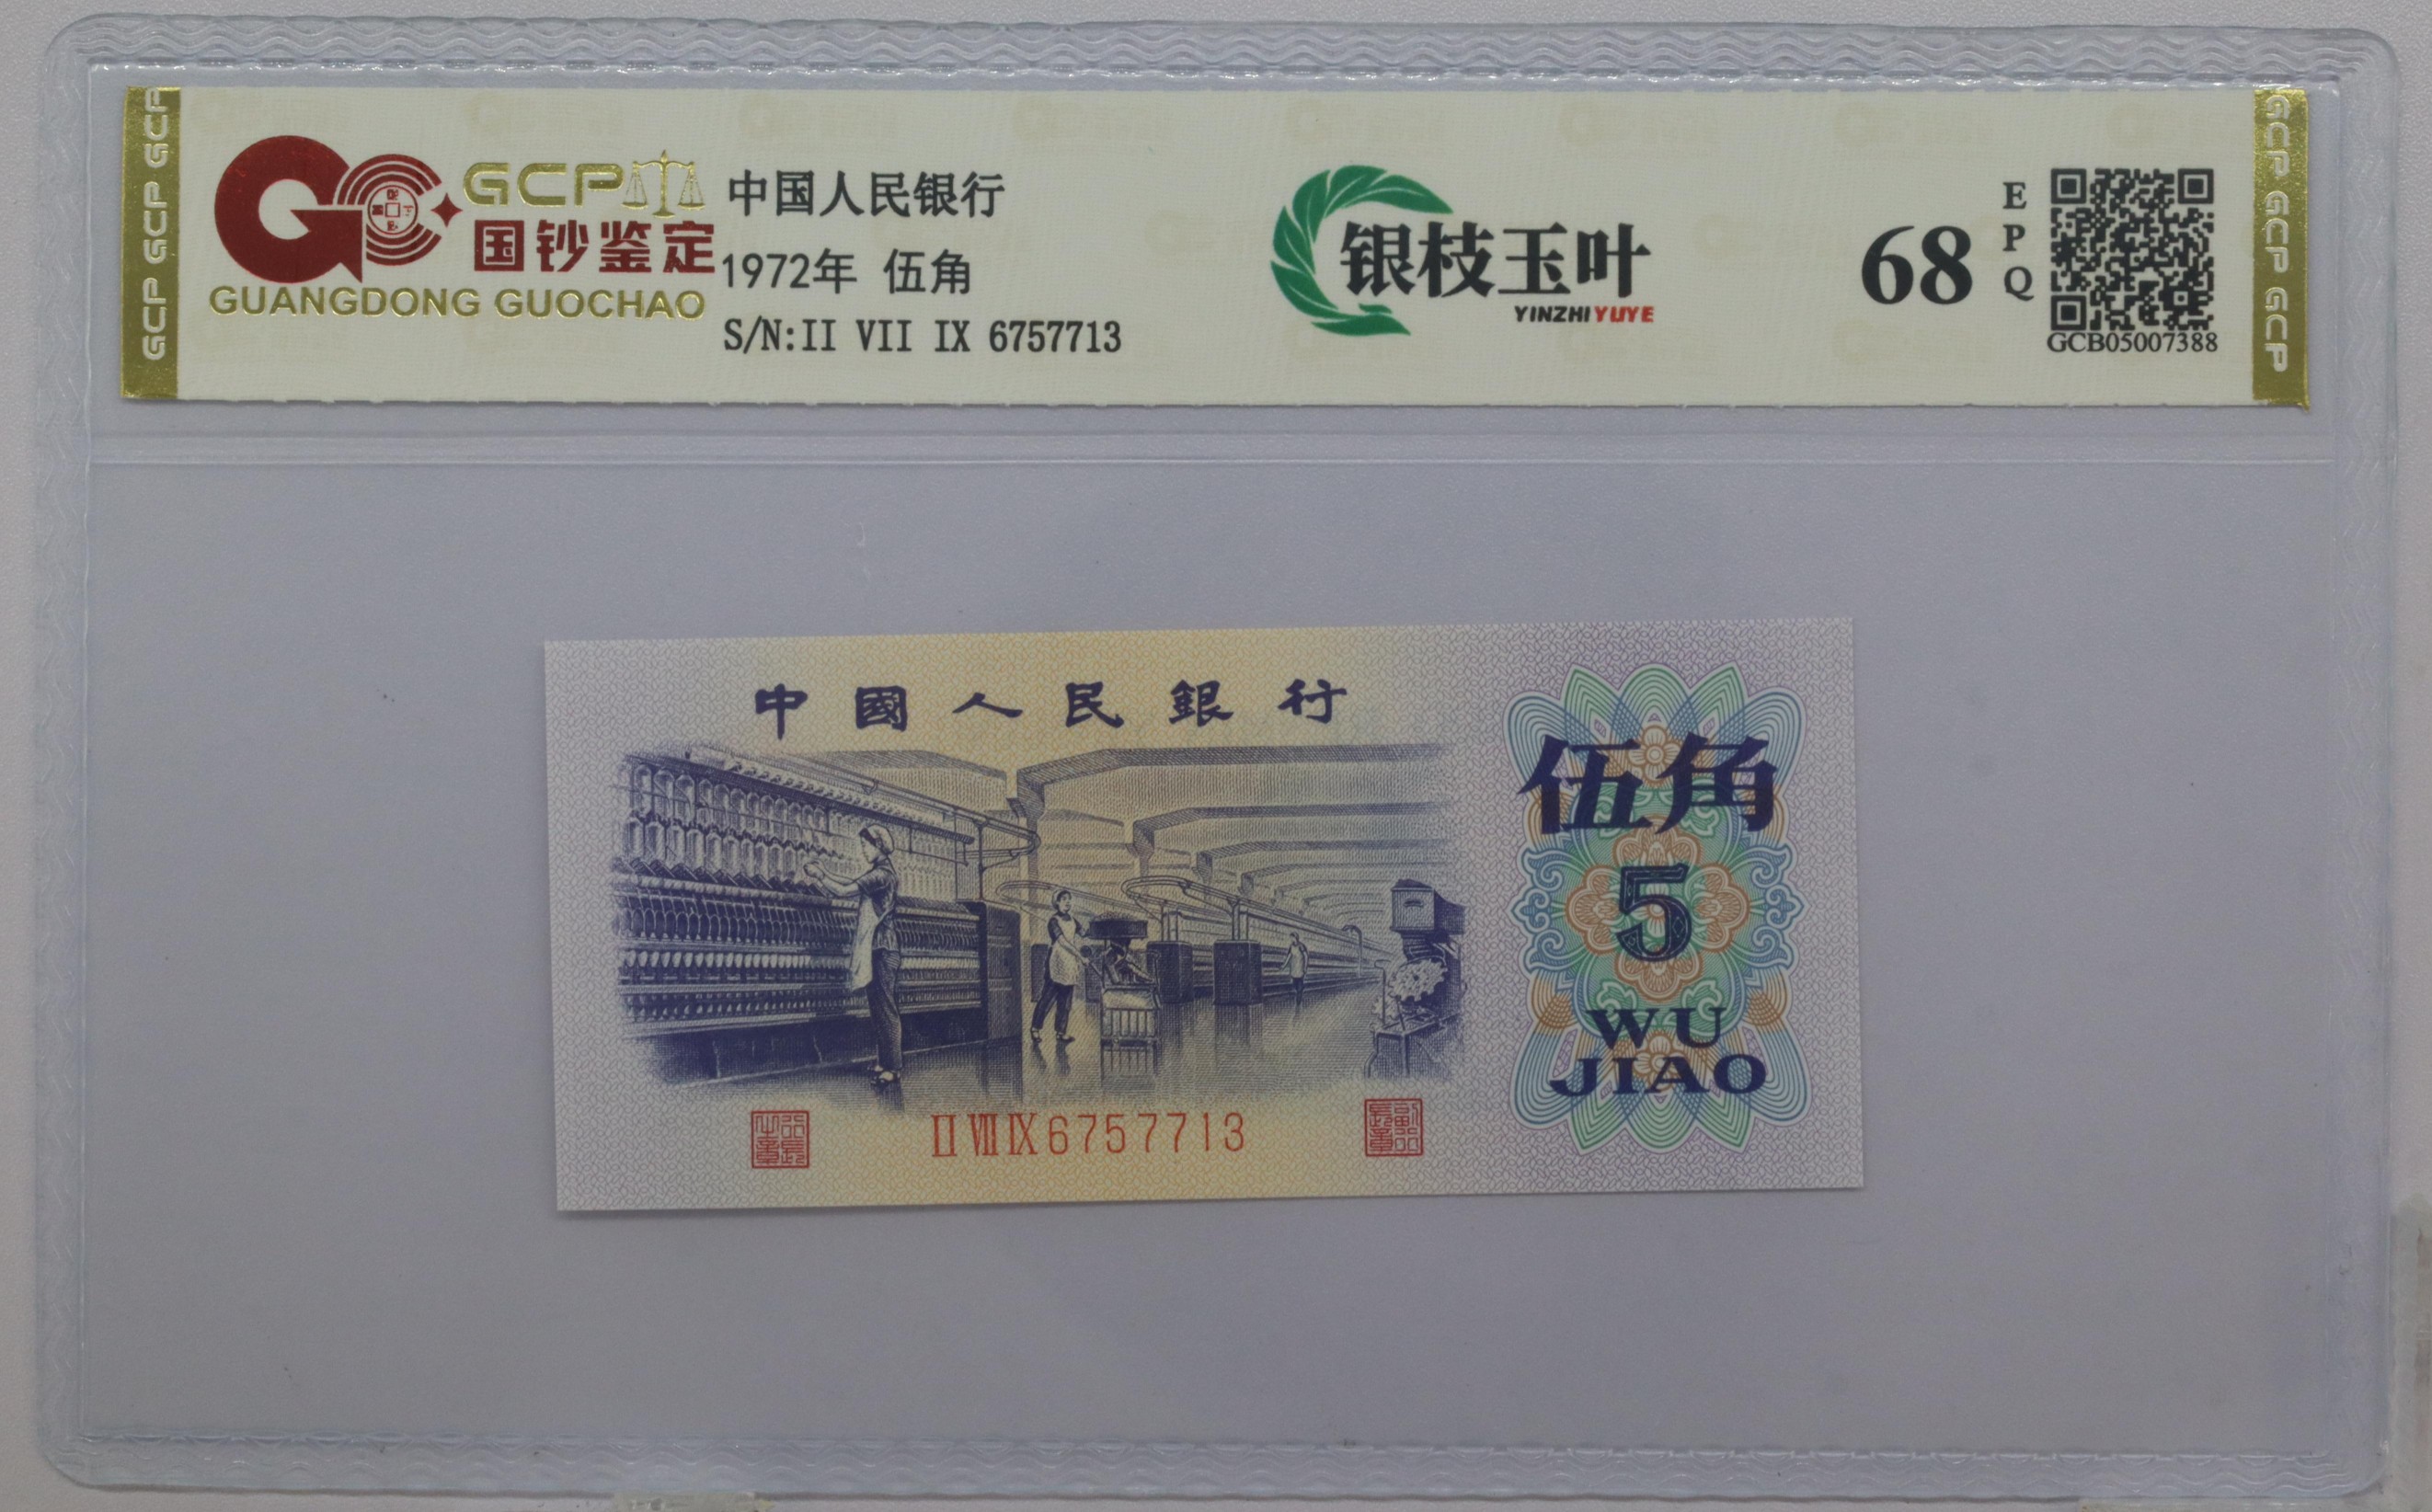 GCP GCP GCP
GCP
国钞鉴定
GUANGDONG GUOCHAO
中国人民银行
1972年 伍角
S/N:II VII IX 6757713
银枝玉叶
YINZHIYUYE
68
EPQ
GCB05007388
GCP GCP GCP
中國人民銀行
伍角
5
WU
JIAO
II VII IX 6757713